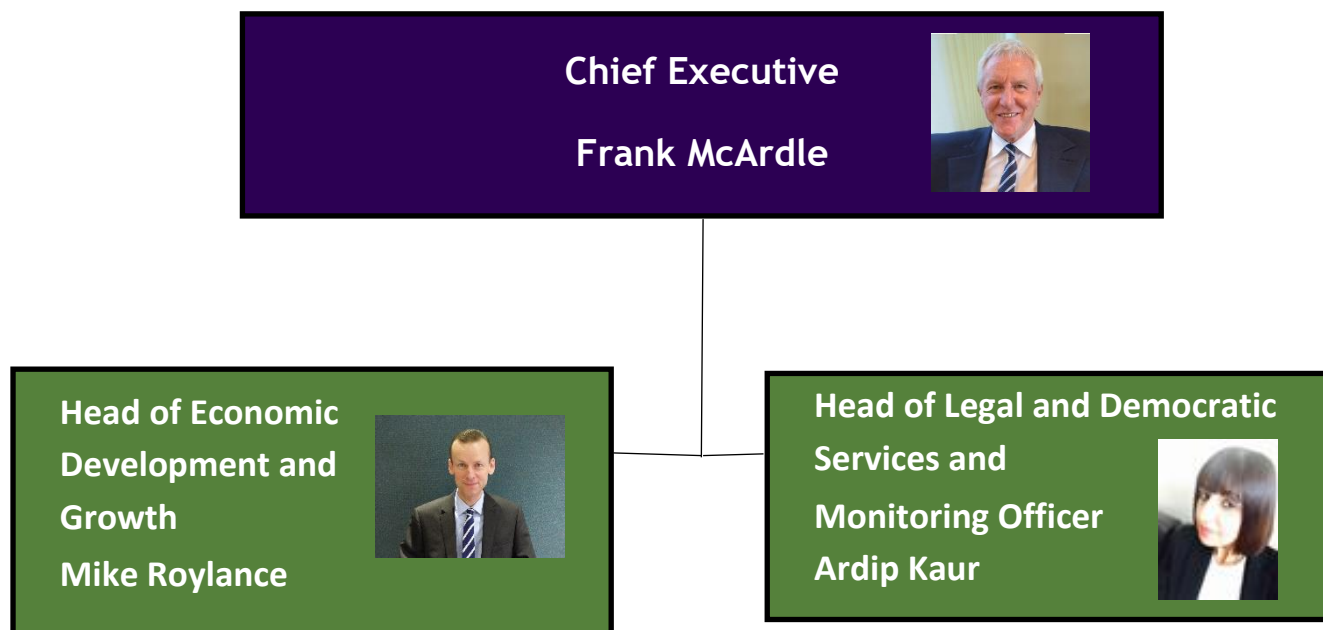 Chief Executive
Frank McArdle
Head of Economic
Development and
Growth
Mike Roylance
Head of Legal and Democratic
Services and
Monitoring Officer
Ardip Kaur